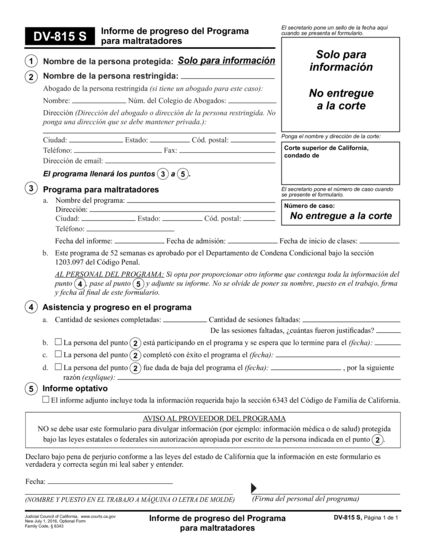 DV-815 S
Informe de progreso del Programa
para maltratadores
El secretario pone un sello de la fecha aquí
cuando se presenta el formulario.
Solo para
información
No entregue
a la corte
1 Nombre de la persona protegida: Solo para información
2 Nombre de la persona restringida:
Abogado de la persona restringida (si tiene un abogado para este caso):
Nombre: Núm. del Colegio de Abogados:
Dirección (Dirección del abogado o dirección de la persona restringida. No
ponga una dirección que se debe mantener privada.):
Ciudad: Estado: Cód. postal:
Teléfono: Fax:
Dirección de email:
Ponga el nombre y dirección de la corte:
Corte superior de California,
condado de
El programa llenará los puntos 3 a 5.
3 Programa para maltratadores
a. Nombre del programa:
Dirección:
Ciudad: Estado: Cód. postal:
Teléfono:
El secretario pone el número de caso cuando
se presente el formulario.
Número de caso:
No entregue a la corte
Fecha del informe: Fecha de admisión: Fecha de inicio de clases:
b. Este programa de 52 semanas es aprobado por el Departamento de Condena Condicional bajo la sección
1203.097 del Código Penal.
AL PERSONAL DEL PROGRAMA: Si opta por proporcionar otro informe que contenga toda la información del
punto 4, pase al punto 5 y adjunte su informe. No se olvide de poner su nombre, puesto en el trabajo, firma
y fecha al final de este formulario.
4 Asistencia y progreso en el programa
a. Cantidad de sesiones completadas: Cantidad de sesiones faltadas:
De las sesiones faltadas, ¿cuántas fueron justificadas?
b. La persona del punto 2 está participando en el programa y se espera que lo termine para el (fecha):
c. La persona del punto 2 completó con éxito el programa el (fecha):
d. La persona del punto 2 fue dada de baja del programa el (fecha): , por la siguiente
razón (explique):
5 Informe optativo
El informe adjunto incluye toda la información requerida bajo la sección 6343 del Código de Familia de California.
AVISO AL PROVEEDOR DEL PROGRAMA
NO se debe usar este formulario para divulgar información (por ejemplo: información médica o de salud) protegida
bajo las leyes estatales o federales sin autorización apropiada por escrito de la persona indicada en el punto 2.
Declaro bajo pena de perjurio conforme a las leyes del estado de California que la información en este formulario es
verdadera y correcta según mi leal saber y entender.
Fecha:
(NOMBRE Y PUESTO EN EL TRABAJO A MÁQUINA O LETRA DE MOLDE)
(Firma del personal del programa)
Judicial Council of California, www.courts.ca.gov
New July 1, 2016, Optional Form
Family Code, § 6343
Informe de progreso del Programa
para maltratadores
DV-815 S, Página 1 de 1